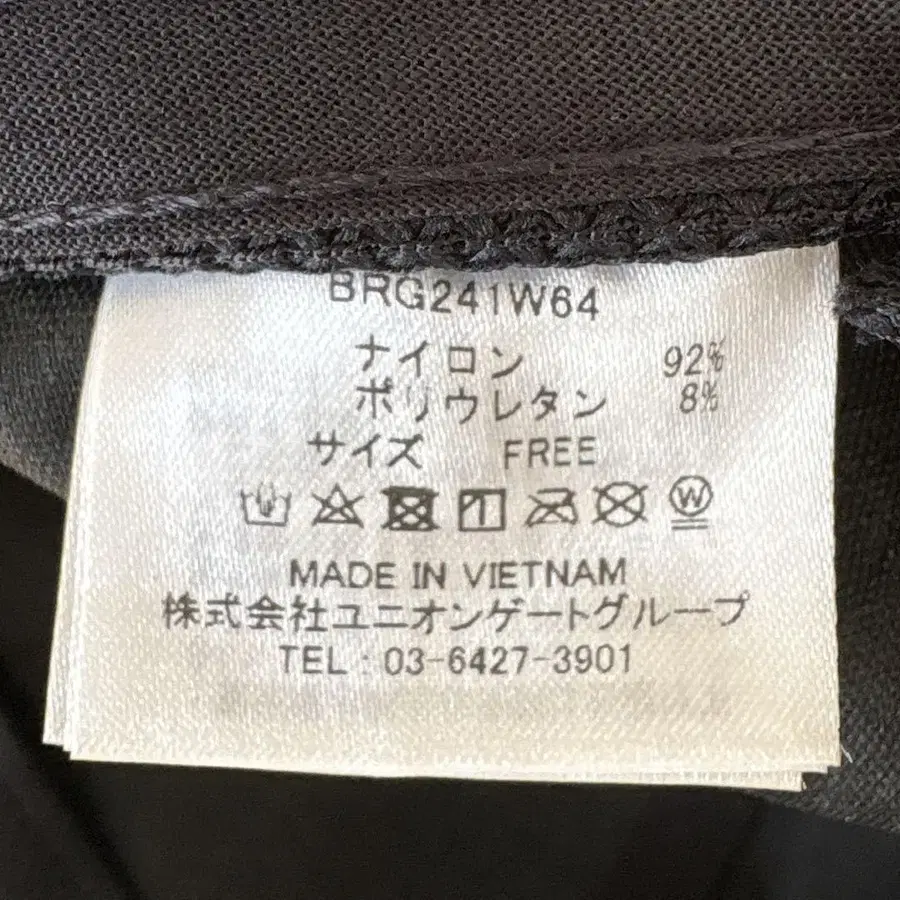 BRG241W64
ナイロン 92%
ポリウレタン 8%
サイズ FREE
W
MADE IN VIETNAM
株式会社ユニオンゲートグループ
TEL : 03-6427-3901